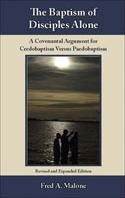 The Baptism of
Disciples Alone
A Covenantal Argument for
Credobaptism Versus Paedobaptism
Revised and Expanded Edition
Fred A. Malone